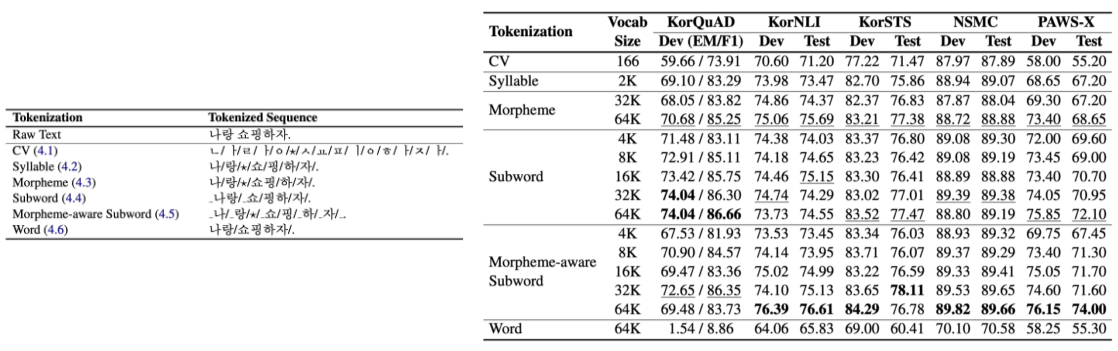 Tokenization Tokenized Sequence
Raw Text 나랑 쇼핑하자.
CV (4.1) ㄴ/ㅏ/ㄹ/ㅏ/ㅇ/⋆/ㅅ/ㅛ/ㅍ/ㅣ/ㅇ/ㅎ/ㅏ/ㅈ/ㅏ/.
Syllable (4.2) 나/랑/⋆/쇼/핑/하/자/.
Morpheme (4.3) 나/랑/⋆/쇼핑/하/자/.
Subword (4.4) _나랑/_쇼핑하/자/.
Morpheme-aware Subword (4.5) _나/_랑/⋆/_쇼/핑/_하/_자/_.
Word (4.6) 나랑/쇼핑하자/.
Tokenization Vocab Size KorQuAD KorNLI KorSTS NSMC PAWS-X
Dev (EM/F1) Dev Test Dev Test Dev Test Dev Test
CV 166 59.66 / 73.91 70.60 71.20 77.22 71.47 87.97 87.89 58.00 55.20
Syllable 2K 69.10 / 83.29 73.98 73.47 82.70 75.86 88.94 89.07 68.65 67.20
Morpheme 32K 68.05 / 83.82 74.86 74.37 82.37 76.83 87.87 88.04 69.30 67.20
64K 70.68 / 85.25 75.06 75.69 83.21 77.38 88.72 88.88 73.40 68.65
Subword 4K 71.48 / 83.11 74.38 74.03 83.37 76.80 89.08 89.30 72.00 69.60
8K 72.91 / 85.11 74.18 74.65 83.23 76.42 89.08 89.19 73.45 69.00
16K 73.42 / 85.75 74.46 75.15 83.30 76.41 88.89 88.88 73.40 70.70
32K 74.04 / 86.30 74.74 74.29 83.02 77.01 89.39 89.38 74.05 70.95
64K 74.04 / 86.66 73.73 74.55 83.52 77.47 88.80 89.19 75.85 72.10
Morpheme-aware Subword 4K 67.53 / 81.93 73.53 73.45 83.34 76.03 88.93 89.32 69.75 67.45
8K 70.90 / 84.57 74.14 73.95 83.71 76.07 89.37 89.29 73.40 71.30
16K 69.47 / 83.36 75.02 74.99 83.22 76.59 89.33 89.41 75.05 71.70
32K 72.65 / 86.35 74.10 75.13 83.65 78.11 89.53 89.65 74.60 71.60
64K 69.48 / 83.73 76.39 76.61 84.29 76.78 89.82 89.66 76.15 74.00
Word 64K 1.54 / 8.86 64.06 65.83 69.00 60.41 70.10 70.58 58.25 55.30